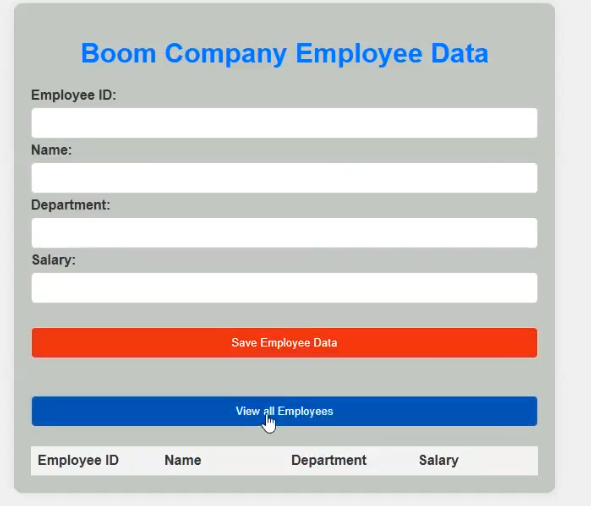 Boom Company Employee Data
Employee ID:
Name:
Department:
Salary:
Save Employee Data
View all Employees
Employee ID Name Department Salary